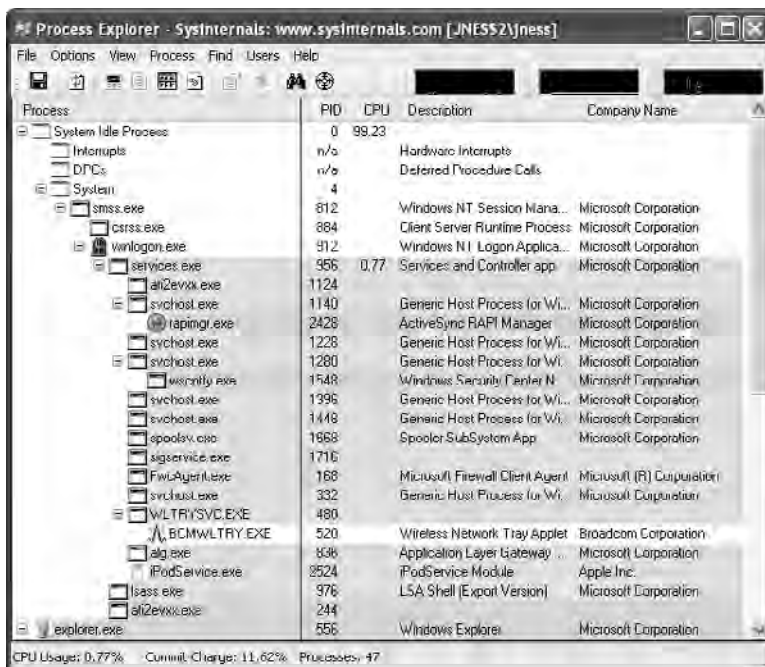 Process Explorer - Sysinternals: www.sysinternals.com [JNESS2\jness]
File Options View Process Find Users Help
Process PID CPU Description Company Name
System Idle Process 0 99.23
Interrupts n/a Hardware Interrupts
DPCs n/a Deferred Procedure Calls
System 4
smss.exe 812 Windows NT Session Mana... Microsoft Corporation
csrss.exe 884 Client Server Runtime Process Microsoft Corporation
winlogon.exe 912 Windows NT Logon Applica... Microsoft Corporation
services.exe 956 0.77 Services and Controller app Microsoft Corporation
ati2evxx.exe 1124
svchost.exe 1140 Generic Host Process for Wi... Microsoft Corporation
rapimgr.exe 2428 ActiveSync RAPI Manager Microsoft Corporation
svchost.exe 1228 Generic Host Process for Wi... Microsoft Corporation
svchost.exe 1280 Generic Host Process for Wi... Microsoft Corporation
wscntfy.exe 1548 Windows Security Center N... Microsoft Corporation
svchost.exe 1396 Generic Host Process for Wi... Microsoft Corporation
svchost.exe 1448 Generic Host Process for Wi... Microsoft Corporation
spoolsv.exe 1668 Spooler SubSystem App Microsoft Corporation
sigservice.exe 1716
FwcAgent.exe 168 Microsoft Firewall Client Agent Microsoft (R) Corporation
svchost.exe 332 Generic Host Process for Wi... Microsoft Corporation
WLTRYSVC.EXE 480
BCMWLTRY.EXE 520 Wireless Network Tray Applet Broadcom Corporation
alg.exe 836 Application Layer Gateway ... Microsoft Corporation
iPodService.exe 2524 iPodService Module Apple Inc.
lsass.exe 976 LSA Shell (Export Version) Microsoft Corporation
ati2evxx.exe 244
explorer.exe 556 Windows Explorer Microsoft Corporation
CPU Usage: 0.77% Commit Charge: 11.62% Processes: 47